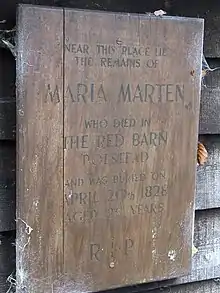 NEAR THIS PLACE LIE
THE REMAINS OF
MARIA MARTEN
WHO DIED IN
THE RED BARN
POLSTEAD
AND WAS BURIED ON
APRIL 20th 1828
AGED YEARS
R.I.P.